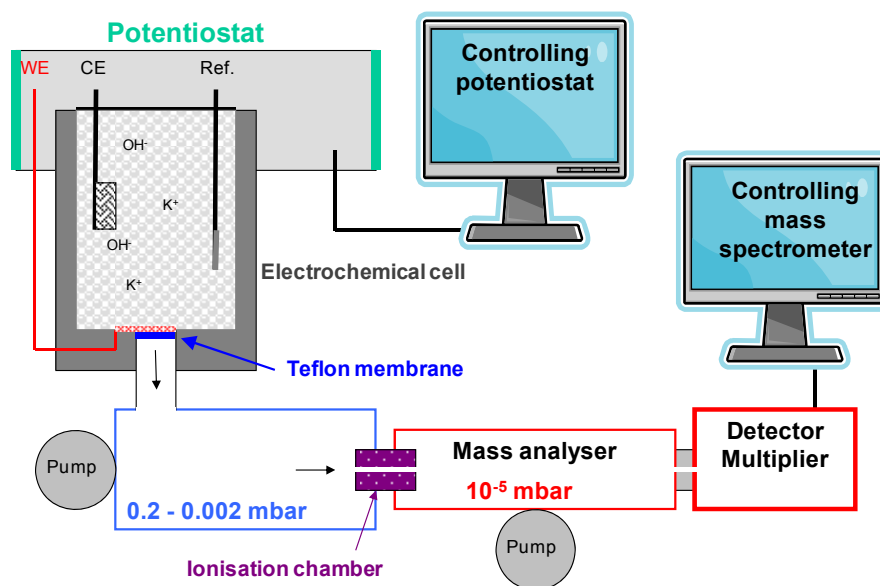 Potentiostat
WE
CE
Ref.
Controlling
potentiostat
OH-
K+
OH-
K+
Controlling
mass
spectrometer
Electrochemical cell
Teflon membrane
Pump
Mass analyser
Detector
Multiplier
10-5 mbar
0.2 - 0.002 mbar
Pump
Ionisation chamber